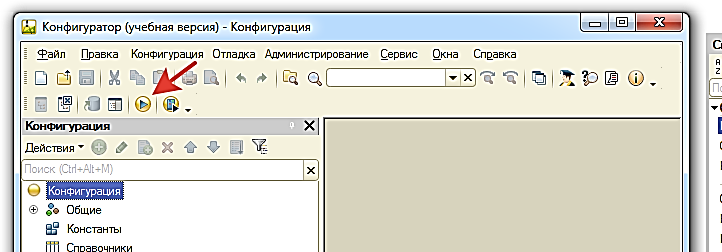 Конфигуратор (учебная версия) - Конфигурация
Файл Правка Конфигурация Отладка Администрирование Сервис Окна Справка
Конфигурация
Действия
Поиск (Ctrl+Alt+M)
Конфигурация
Общие
Константы
Справочники